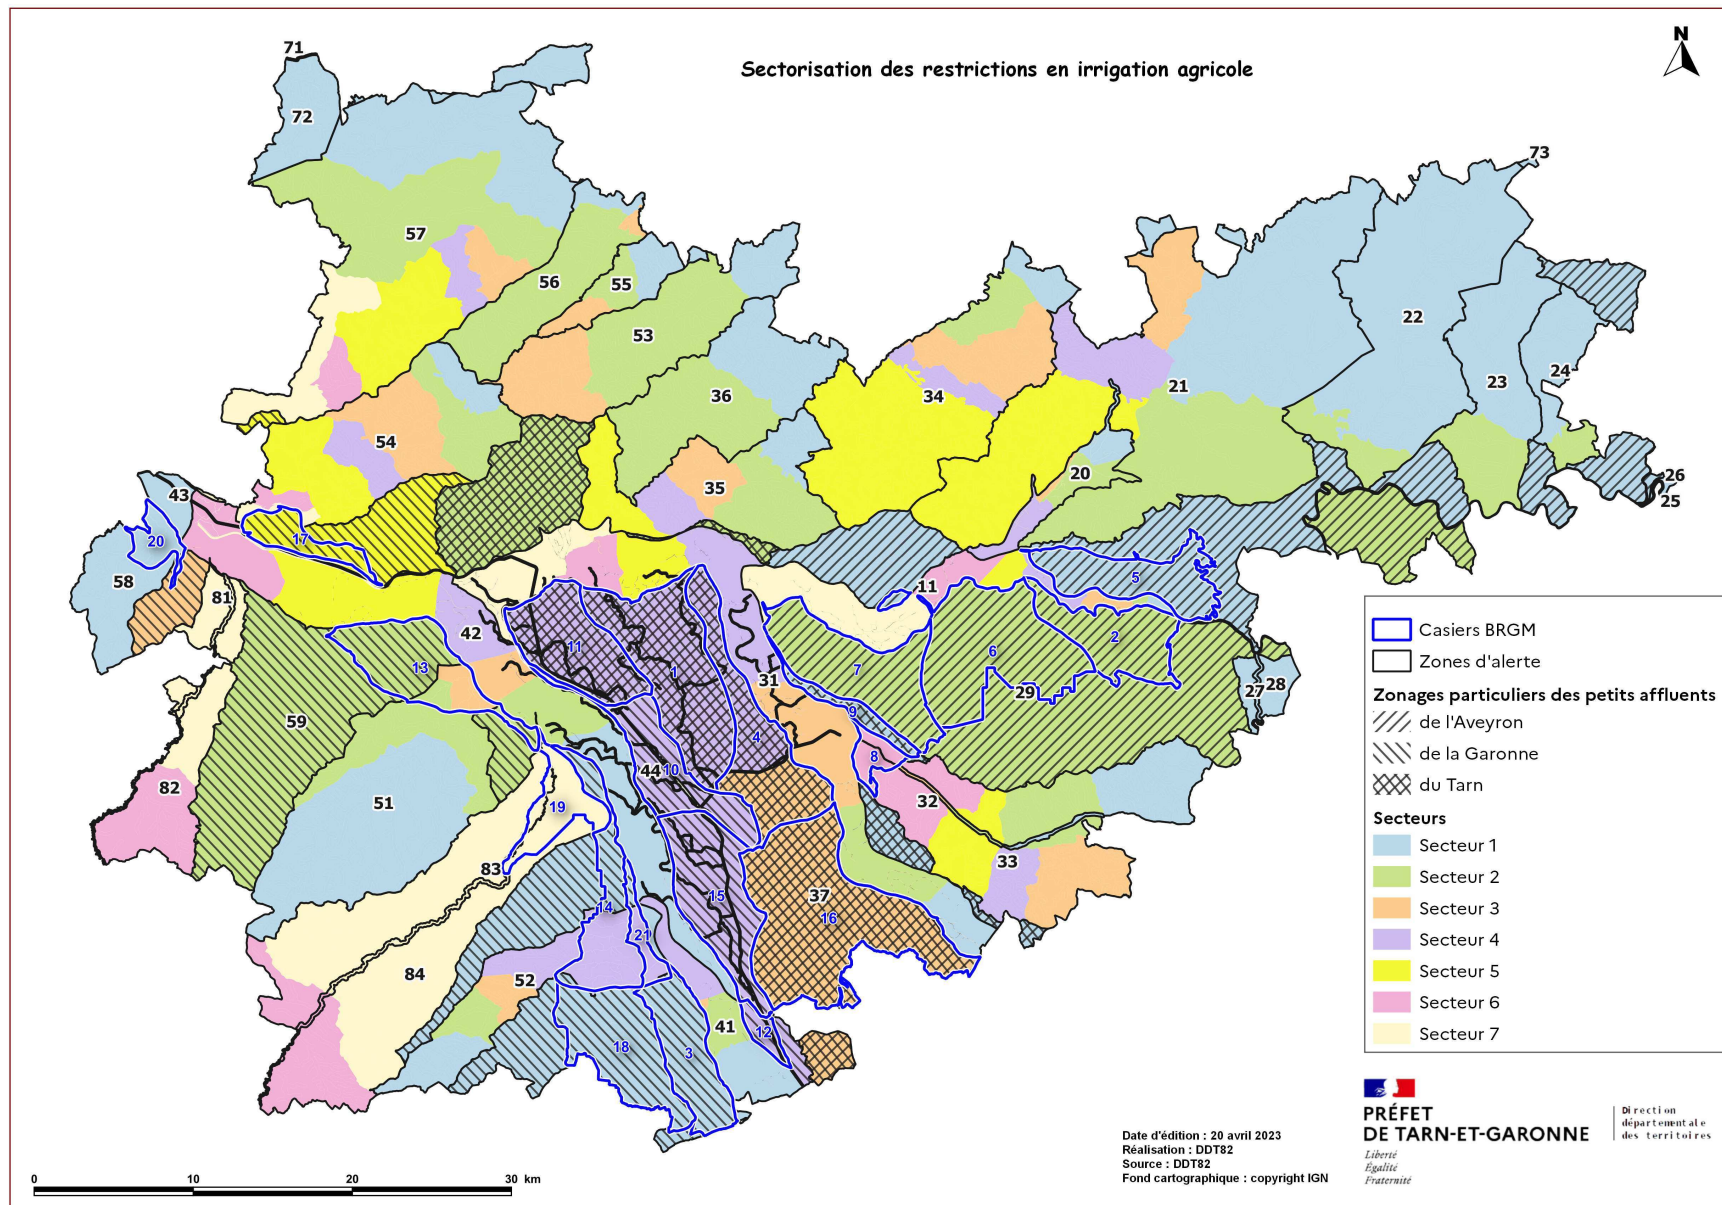 Sectorisation des restrictions en irrigation agricole
N
71
72
73
57
56
55
53
22
21
23
24
34
36
54
35
20
26
25
43
20
17
58
81
11
5
42
11
13
1
31
7
6
2
29
27
28
59
9
4
8
44
10
82
51
19
32
33
83
15
37
16
14
21
84
52
41
12
18
3
Casiers BRGM
Zones d'alerte
Zonages particuliers des petits affluents
de l'Aveyron
de la Garonne
du Tarn
Secteurs
Secteur 1
Secteur 2
Secteur 3
Secteur 4
Secteur 5
Secteur 6
Secteur 7
PRÉFET
DE TARN-ET-GARONNE
Liberté
Égalité
Fraternité
Direction
départementale
des territoires
Date d'édition : 20 avril 2023
Réalisation : DDT82
Source : DDT82
Fond cartographique : copyright IGN
0 10 20 30 km